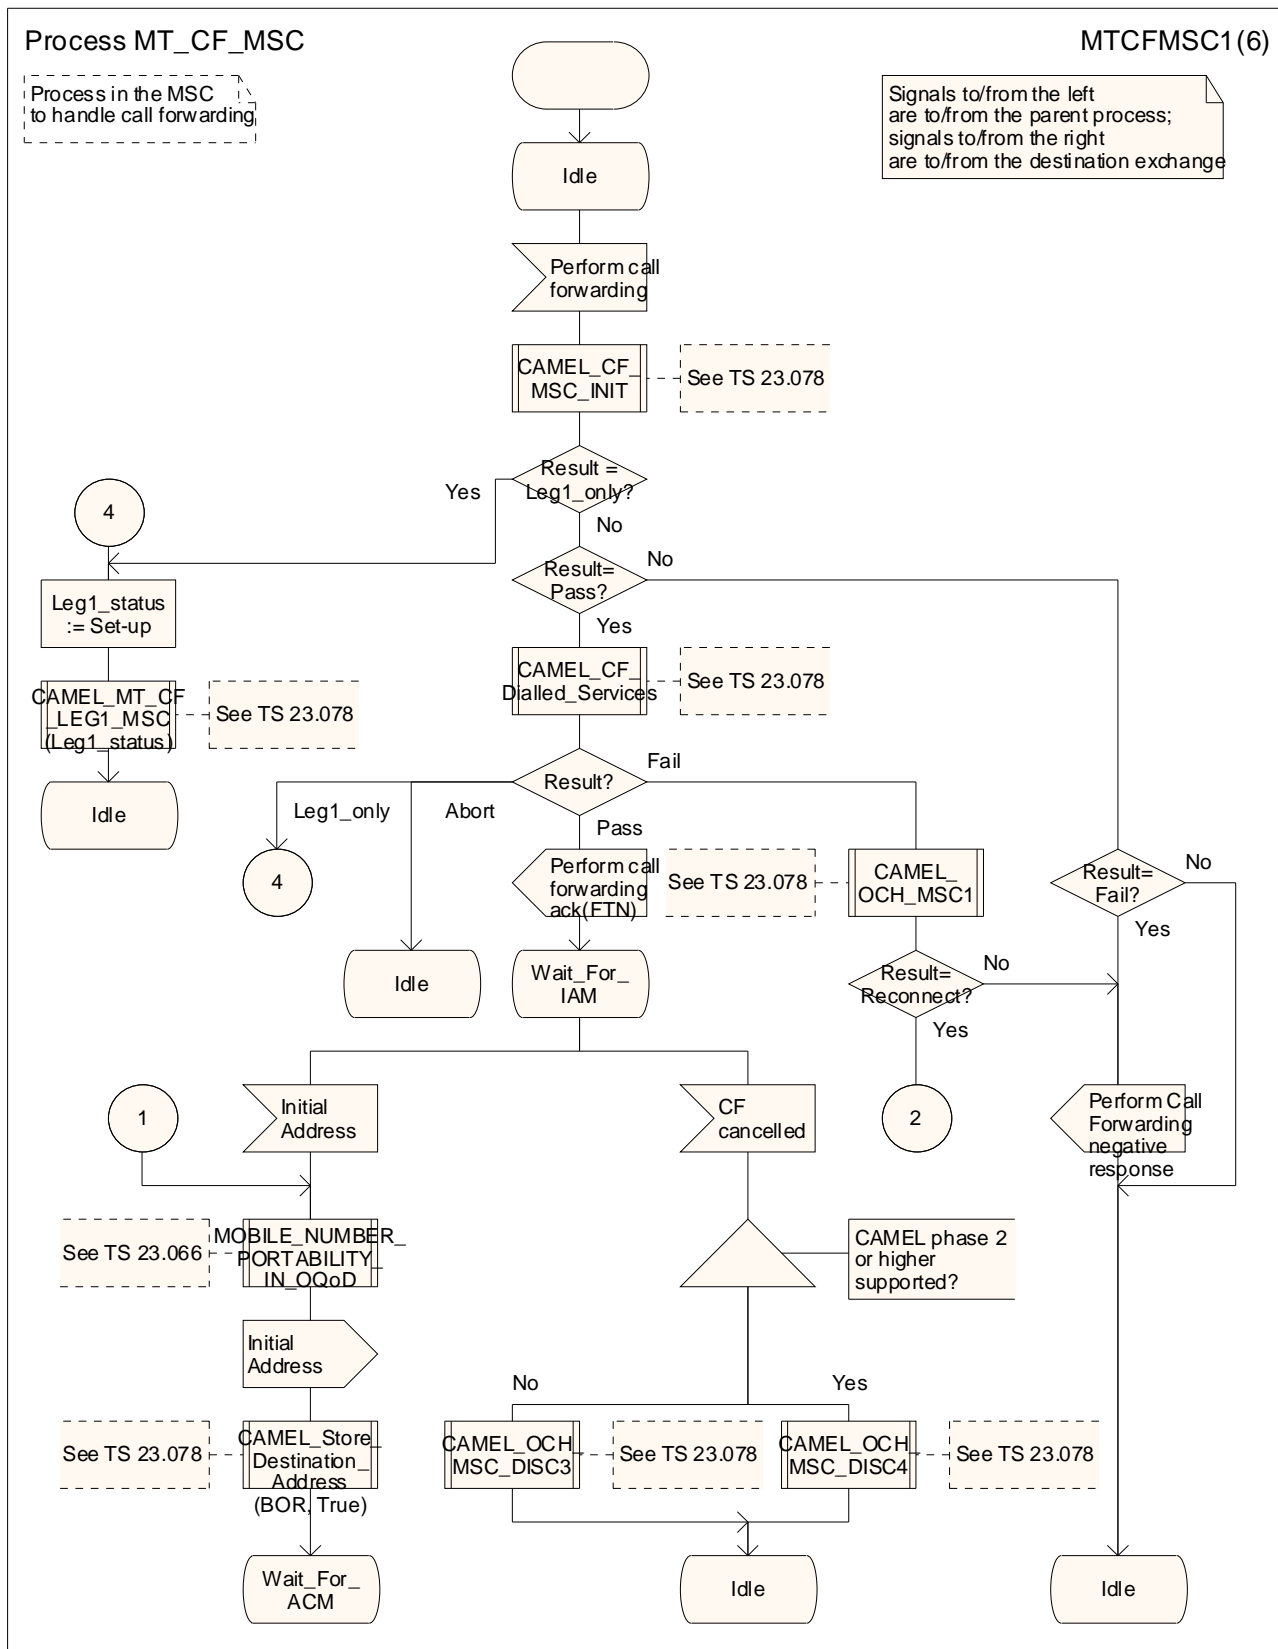 Process MT_CF_MSC
MTCFMSC1(6)
Process in the MSC
to handle call forwarding
Signals to/from the left
are to/from the parent process;
signals to/from the right
are to/from the destination exchange
Idle
Perform call
forwarding
CAMEL_CF_
MSC_INIT
See TS 23.078
Result =
Leg1_only?
Yes
No
4
Result=
Pass?
No
Yes
Leg1_status
:= Set-up
CAMEL_CF_
Dialled_Services
See TS 23.078
CAMEL_MT_CF
_LEG1_MSC
(Leg1_status)
See TS 23.078
Result?
Fail
Leg1_only
Abort
Pass
Idle
4
Perform call
forwarding
ack(FTN)
See TS 23.078
CAMEL_
OCH_MSC1
Result=
Fail?
No
Yes
Idle
Wait_For_
IAM
Result=
Reconnect?
No
Yes
1
Initial
Address
CF
cancelled
2
Perform Call
Forwarding
negative
response
See TS 23.066
MOBILE_NUMBER_
PORTABILITY_
IN_OQoD
CAMEL phase 2
or higher
supported?
Initial
Address
No
Yes
See TS 23.078
CAMEL_Store_
Destination_
Address
(BOR, True)
CAMEL_OCH_
MSC_DISC3
See TS 23.078
CAMEL_OCH_
MSC_DISC4
See TS 23.078
Wait_For_
ACM
Idle
Idle